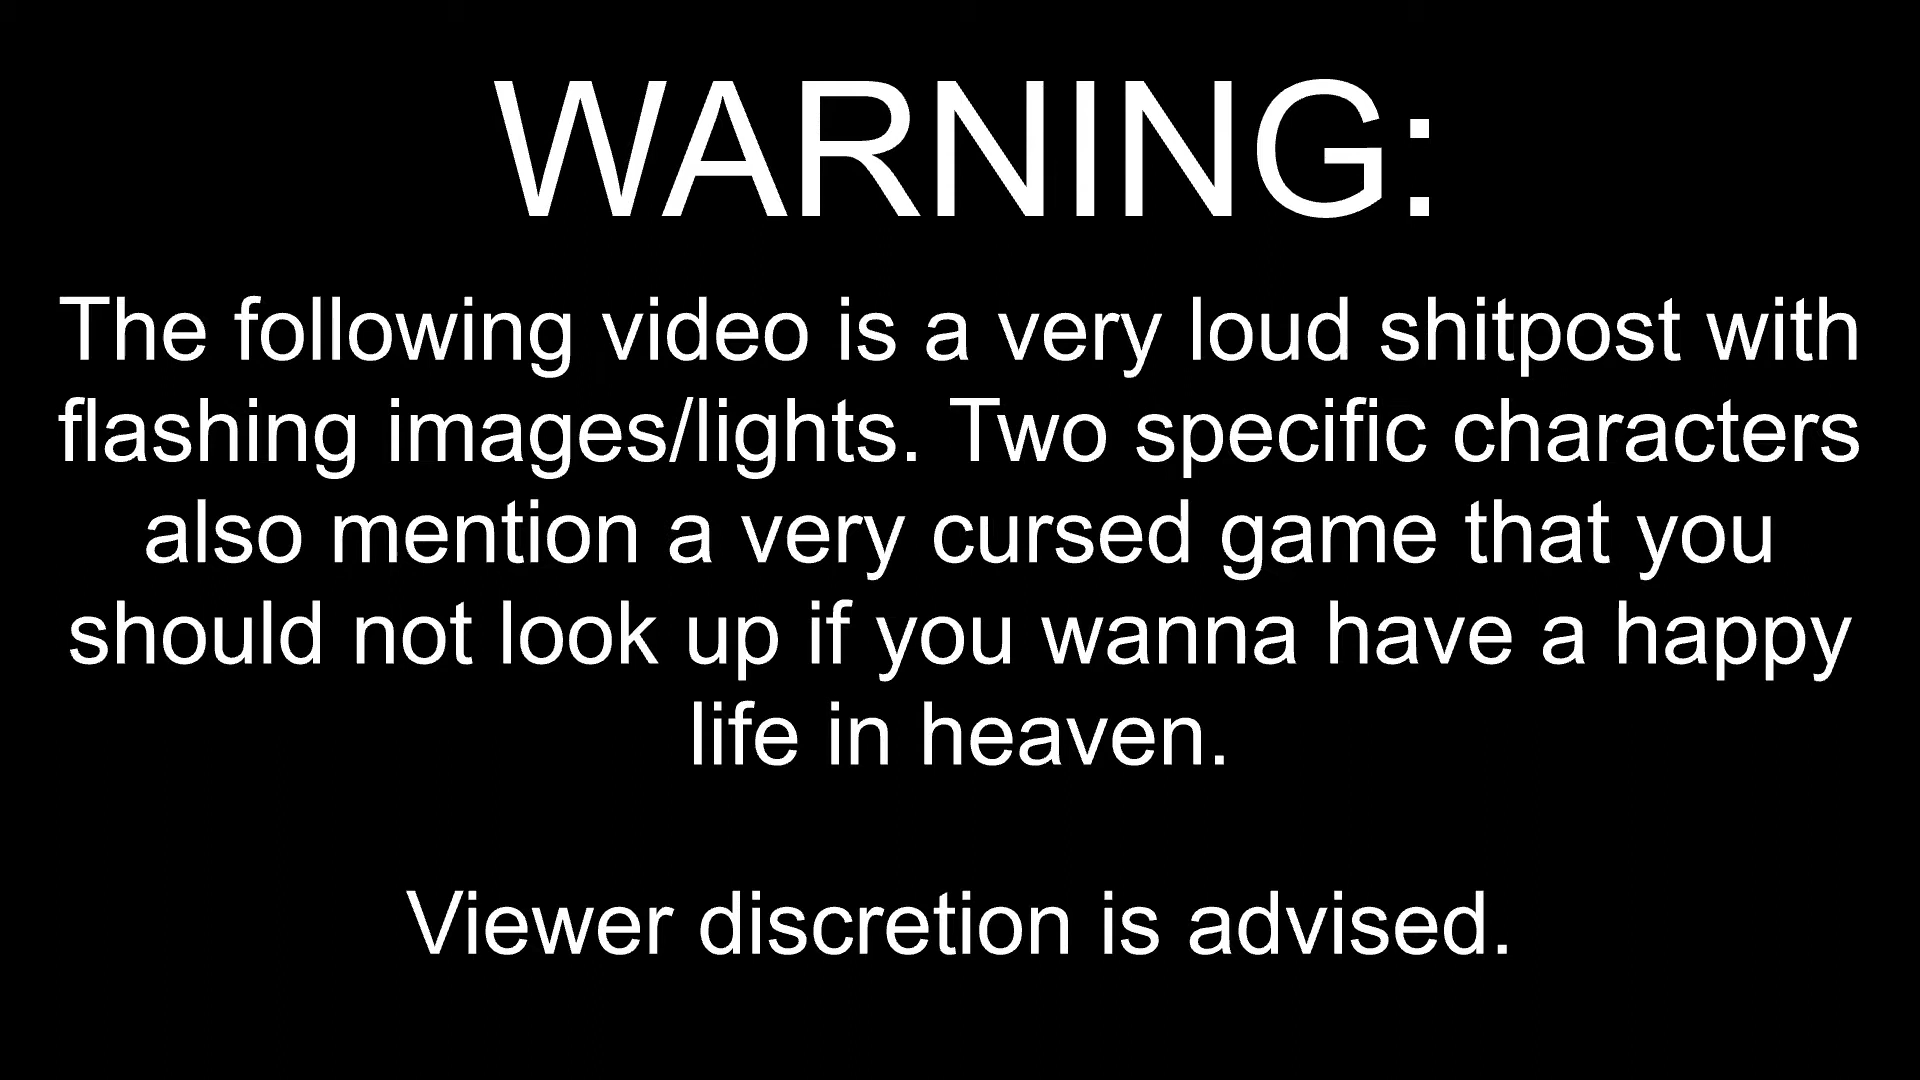 WARNING:
The following video is a very loud shitpost with
flashing images/lights. Two specific characters
also mention a very cursed game that you
should not look up if you wanna have a happy
life in heaven.
Viewer discretion is advised.